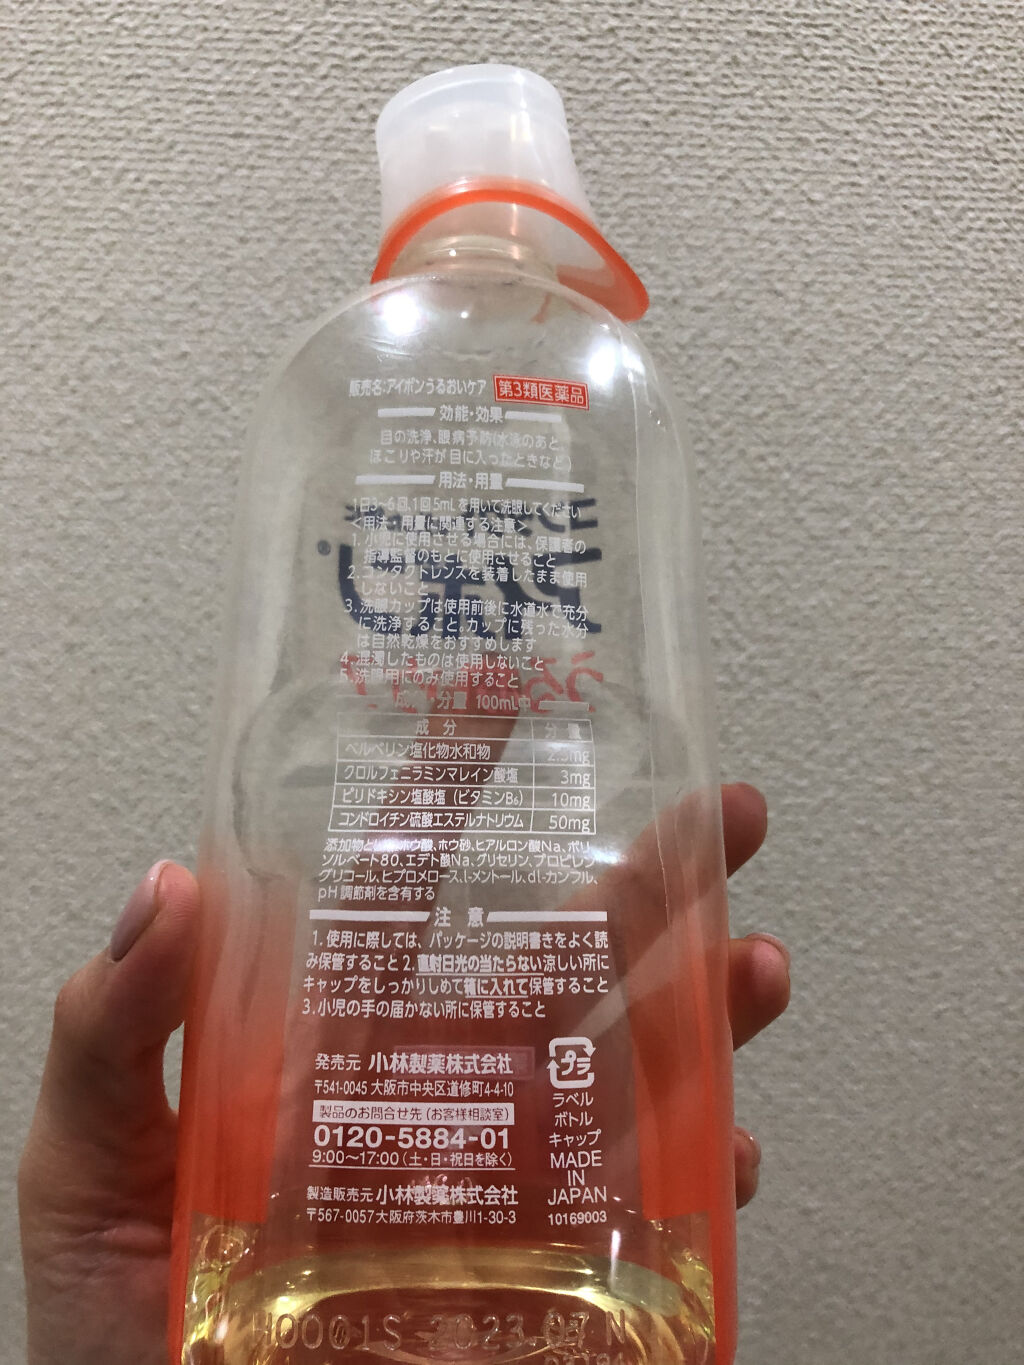 販売名:アイボンうるおいケア 第3類医薬品
効能・効果
目の洗浄、眼病予防(水泳のあと、
ほこりや汗が目に入ったときなど)
用法・用量
1日3~6回、1回5mLを用いて洗眼してください
<用法・用量に関連する注意>
1.小児に使用させる場合には、保護者の
指導監督のもとに使用させること
2.コンタクトレンズを装着したまま使用
しないこと
3.洗眼カップは使用前後に水道水で充分
に洗浄すること。カップに残った水分
は自然乾燥をおすすめします
4.混濁したものは使用しないこと
5.洗眼用にのみ使用すること
成分・分量 100mL中
成分 分量
ベルベリン塩化物水和物 2.5mg
クロルフェニラミンマレイン酸塩 3mg
ピリドキシン塩酸塩(ビタミンB6) 10mg
コンドロイチン硫酸エステルナトリウム 50mg
添加物として、ホウ酸、ホウ砂、ヒアルロン酸Na、ポリ
ソルベート80、エデト酸Na、グリセリン、プロピレン
グリコール、ヒプロメロース、l-メントール、dl-カンフル、
pH調節剤を含有する
注意
1.使用に際しては、パッケージの説明書きをよく読
み保管すること 2.直射日光の当たらない涼しい所に
キャップをしっかりしめて箱に入れて保管すること
3.小児の手の届かない所に保管すること
発売元 小林製薬株式会社
〒541-0045 大阪市中央区道修町4-4-10
製品のお問合せ先(お客様相談室)
0120-5884-01
9:00~17:00(土・日・祝日を除く)
製造販売元 小林製薬株式会社
〒567-0057 大阪府茨木市豊川1-30-3
プラ
ラベル
ボトル
キャップ
MADE
IN
JAPAN
10169003
H0001S 2023.07 N